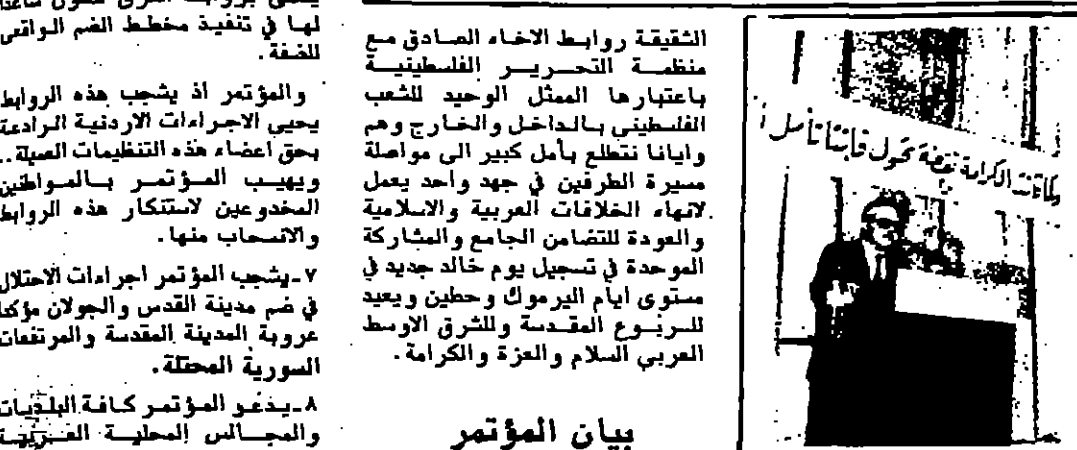 الشقيقة روابط الاخاء الصادق مع
منظمة التحرير الفلسطينية
باعتبارها الممثل الوحيد للشعب
الفلسطيني بالداخل والخارج وهم
وايانا نتطلع بأمل كبير الى مواصلة
مسيرة الطرفين في جهد واحد يعمل
لانهاء الخلافات العربية والاسلامية
والعودة للتضامن الجامع والمشاركة
الموحدة في تسجيل يوم خالد جديد في
مستوى ايام اليرموك وحطين ويعيد
للربوع المقدسة وللشرق الاوسط
العربي السلام والعزة والكرامة.
بيان المؤتمر
لها في تنفيذ مخطط الضم الواقعي
للضفة.
والمؤتمر اذ يشجب هذه الروابط
يحيي الاجراءات الاردنية الرادعة
بحق اعضاء هذه التنظيمات العميلة..
ويهيب المؤتمر بالمواطنين
المخدوعين لاستنكار هذه الروابط
والانسحاب منها.
٧-يشجب المؤتمر اجراءات الاحتلال
في ضم مدينة القدس والجولان مؤكدا
عروبة المدينة المقدسة والمرتفعات
السورية المحتلة.
٨-يدعو المؤتمر كافة البلديات
والمجالس المحلية العربية